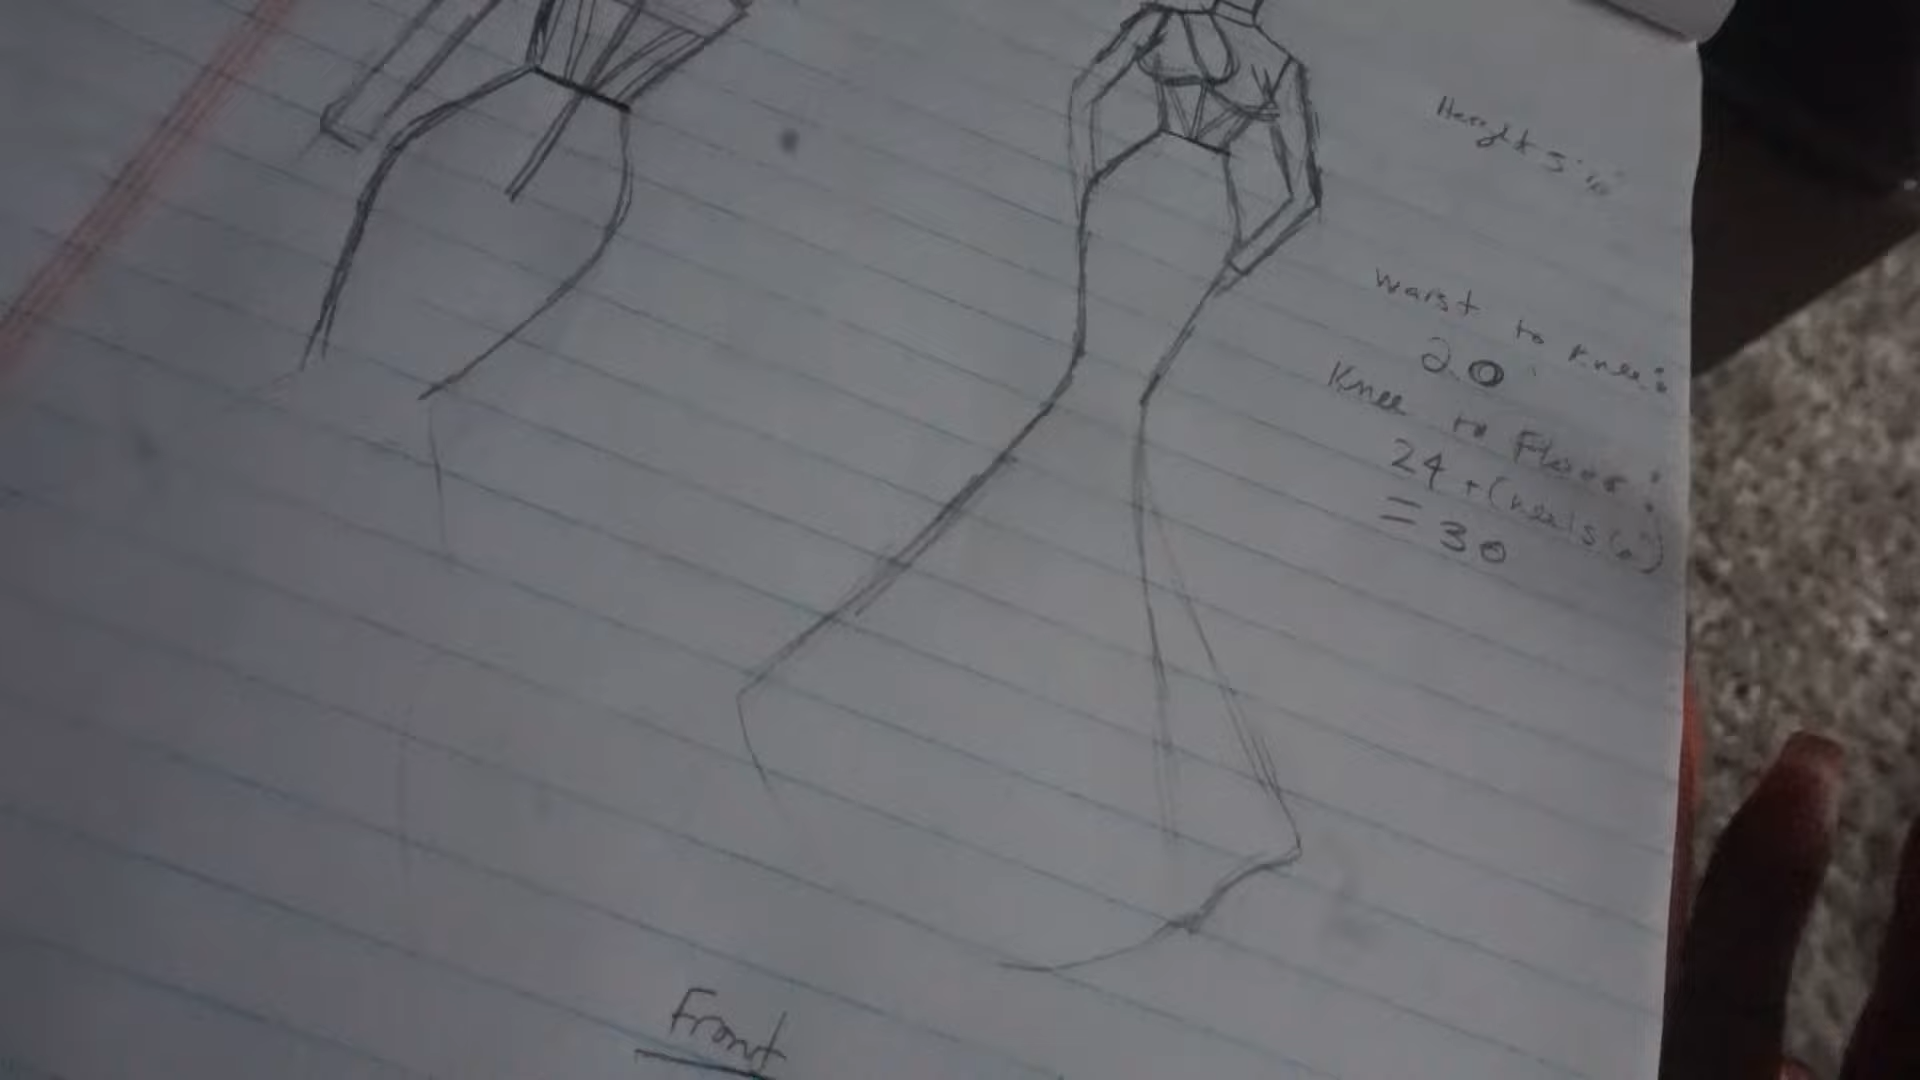 Height 5'10"
Waist to Knee:
20
Knee to Floor:
24 + (heels 6")
= 30
Front